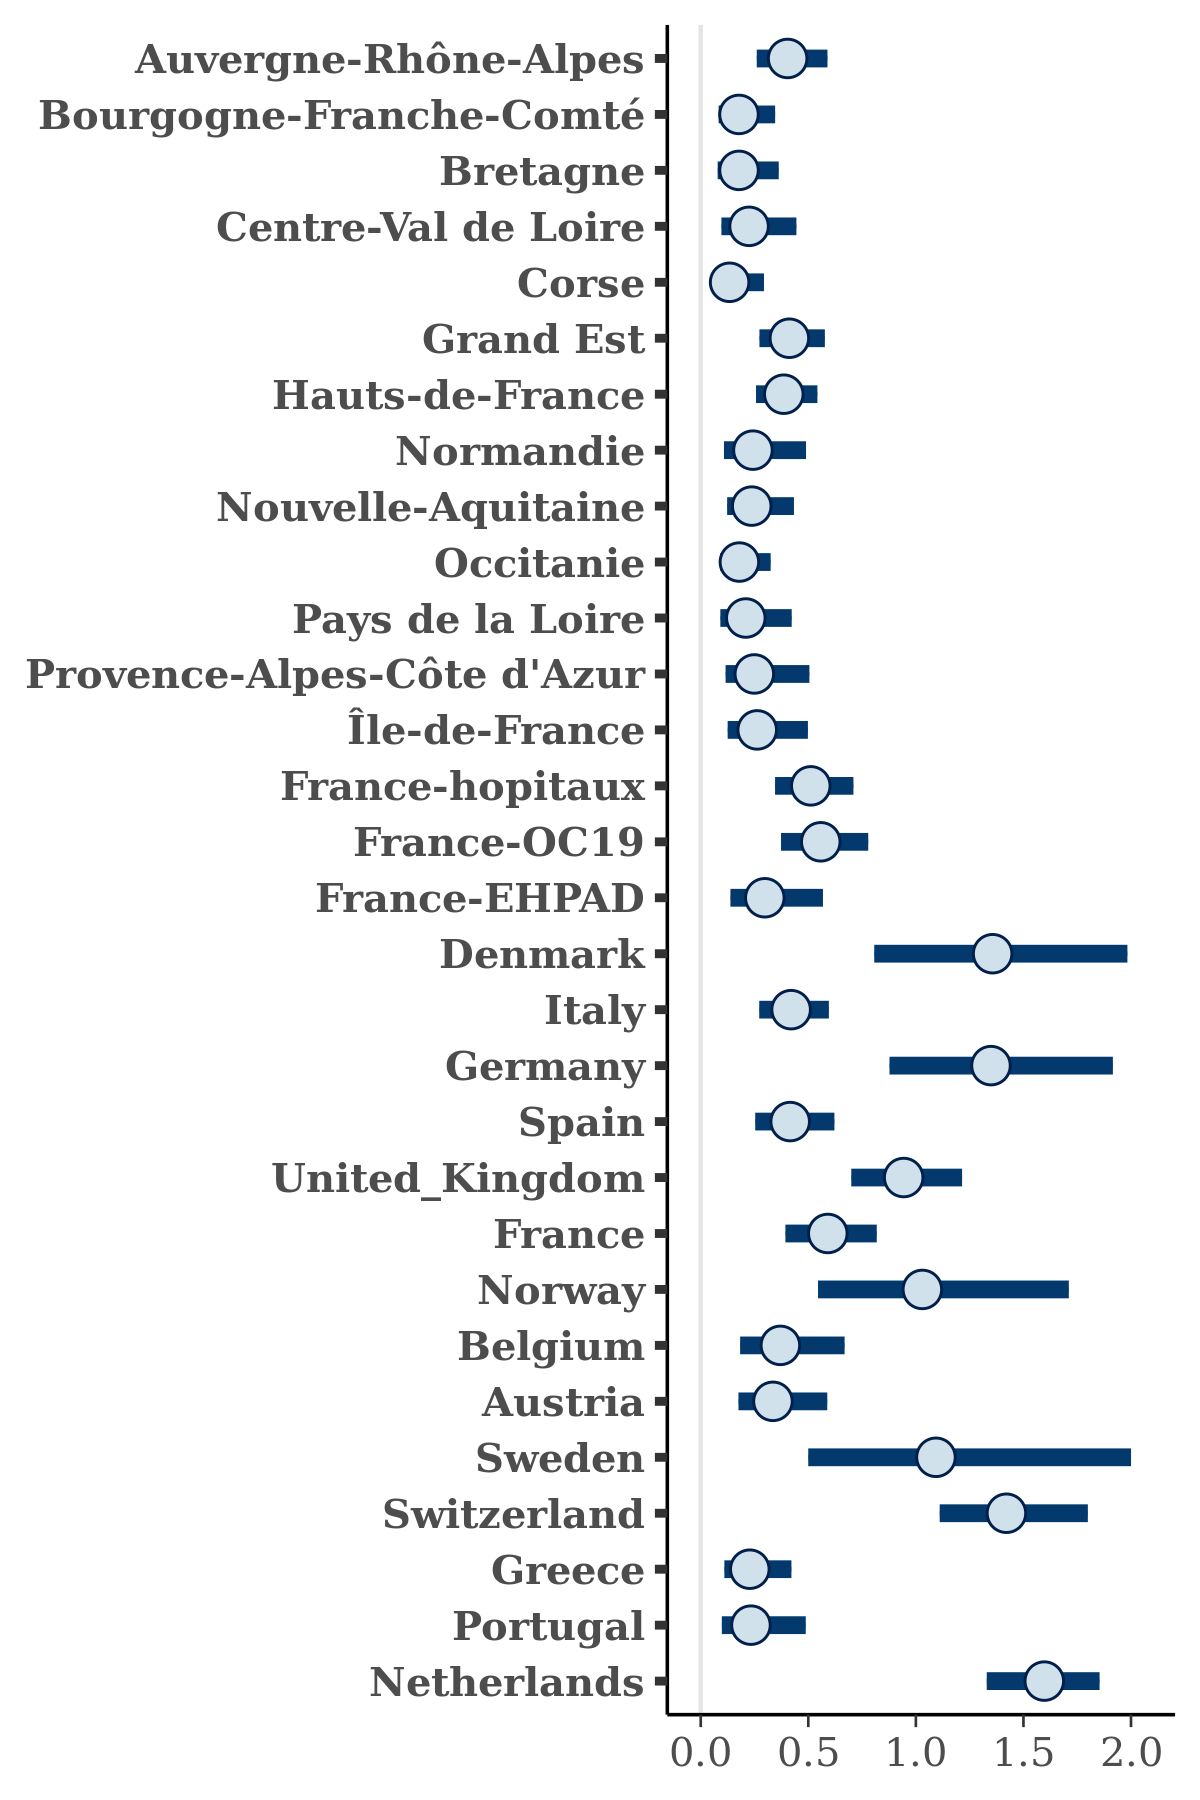 Auvergne-Rhône-Alpes
Bourgogne-Franche-Comté
Bretagne
Centre-Val de Loire
Corse
Grand Est
Hauts-de-France
Normandie
Nouvelle-Aquitaine
Occitanie
Pays de la Loire
Provence-Alpes-Côte d'Azur
Île-de-France
France-hopitaux
France-OC19
France-EHPAD
Denmark
Italy
Germany
Spain
United_Kingdom
France
Norway
Belgium
Austria
Sweden
Switzerland
Greece
Portugal
Netherlands
0.0 0.5 1.0 1.5 2.0